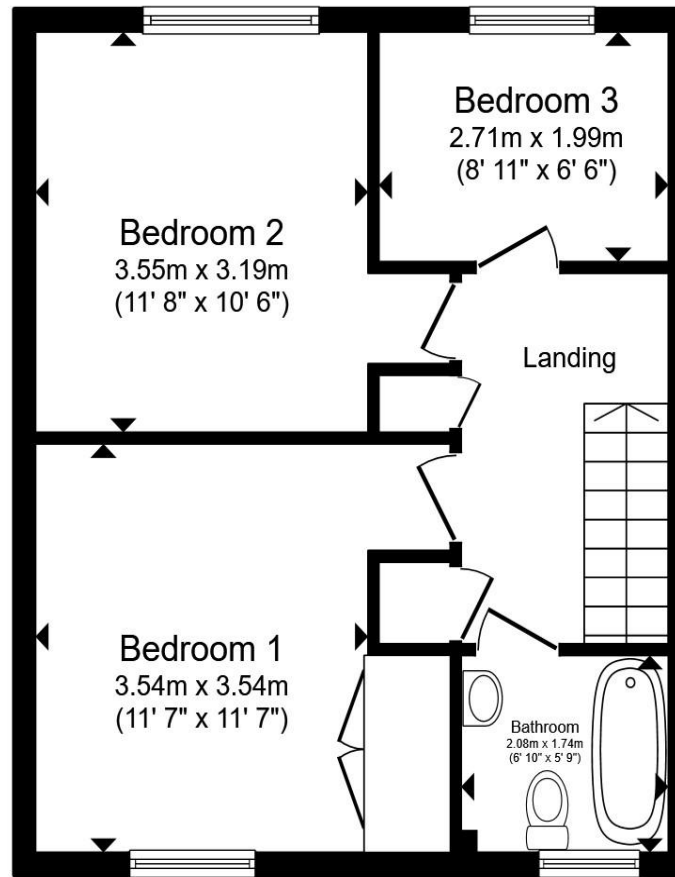 Bedroom 3
2.71m x 1.99m
(8' 11" x 6' 6")
Bedroom 2
3.55m x 3.19m
(11' 8" x 10' 6")
Landing
Bedroom 1
3.54m x 3.54m
(11' 7" x 11' 7")
Bathroom
2.08m x 1.74m
(6' 10" x 5' 9")